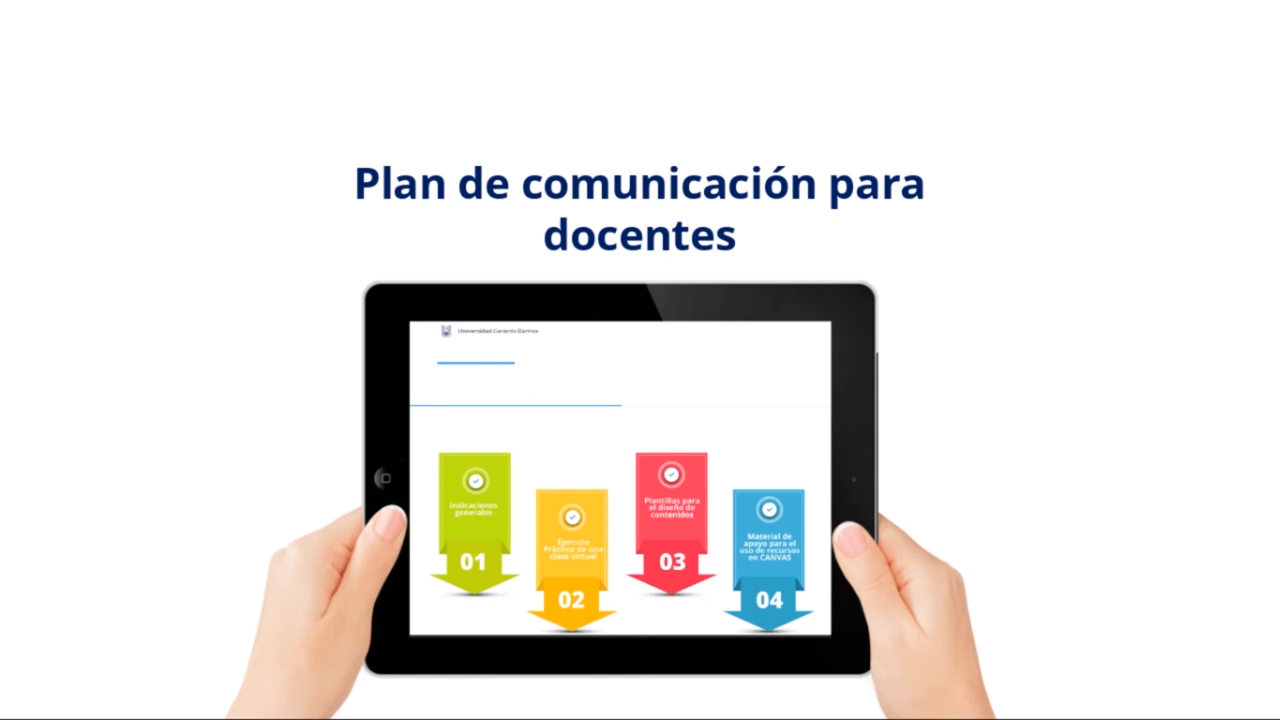 Plan de comunicación para
docentes
Universidad Gerardo Barrios
Indicaciones
generales
01
Ejercicio
Práctico de una
clase virtual
02
Plantillas para
el diseño de
contenidos
03
Material de
apoyo para el
uso de recursos
en CANVAS
04